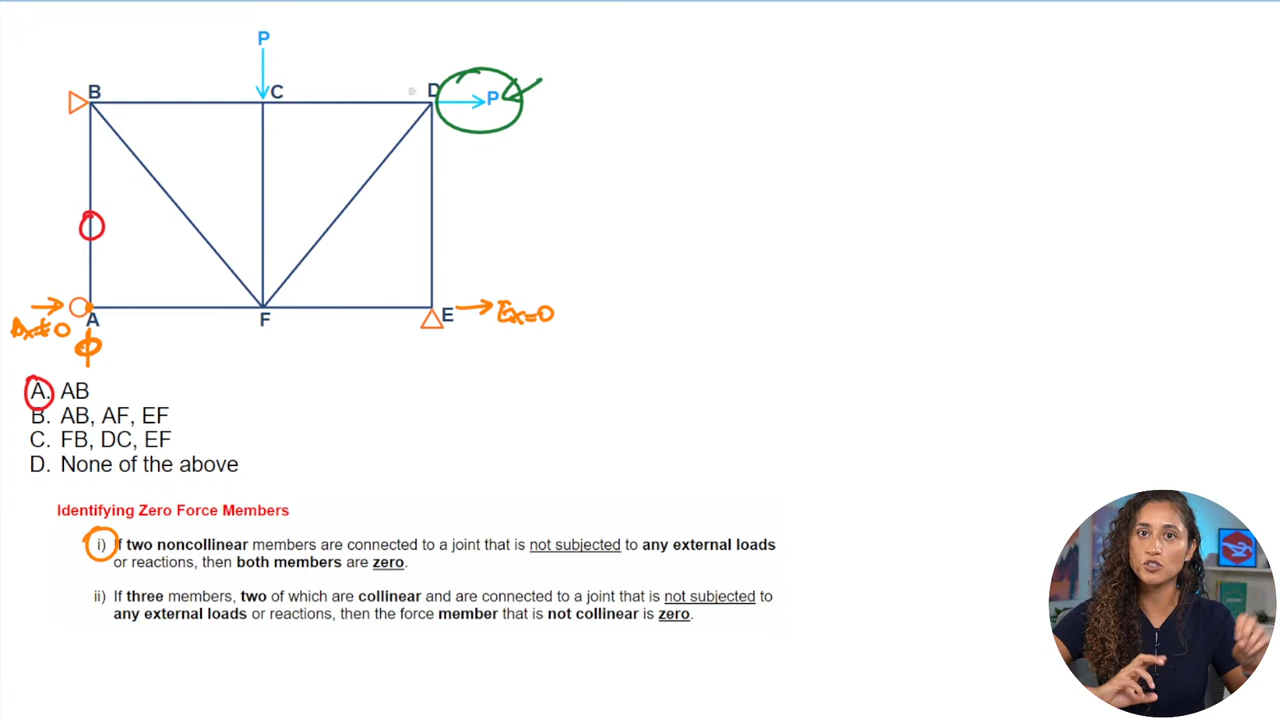 P
B
C
D
P
A
F
E
Ex=0
Ax≠0
A. AB
B. AB, AF, EF
C. FB, DC, EF
D. None of the above
Identifying Zero Force Members
i) If two noncollinear members are connected to a joint that is not subjected to any external loads
or reactions, then both members are zero.
ii) If three members, two of which are collinear and are connected to a joint that is not subjected to
any external loads or reactions, then the force member that is not collinear is zero.